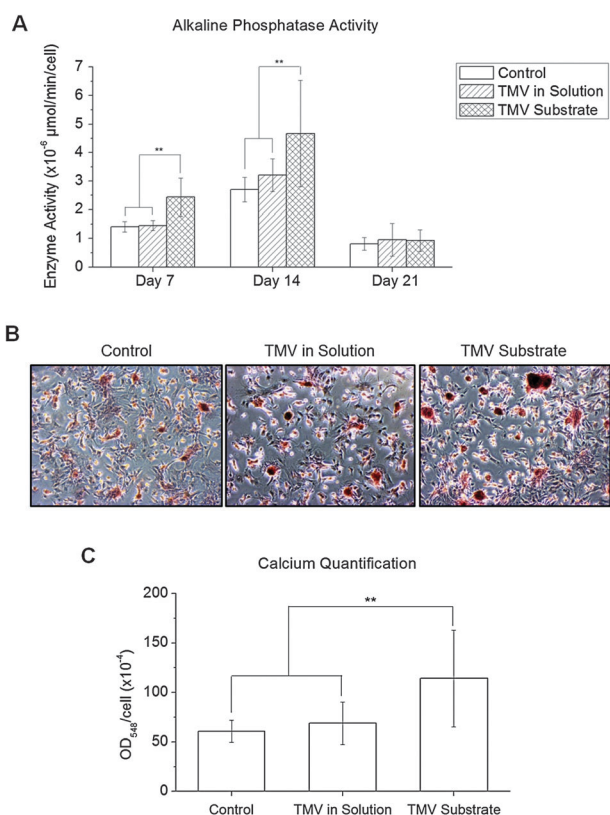 A
Alkaline Phosphatase Activity
Enzyme Activity (x10⁻⁶ μmol/min/cell)
7
6
5
4
3
2
1
0
**
**
Day 7
Day 14
Day 21
Control
TMV in Solution
TMV Substrate
B
Control
TMV in Solution
TMV Substrate
C
Calcium Quantification
OD₅₄₈/cell (x10⁻⁴)
200
150
100
50
0
**
Control
TMV in Solution
TMV Substrate